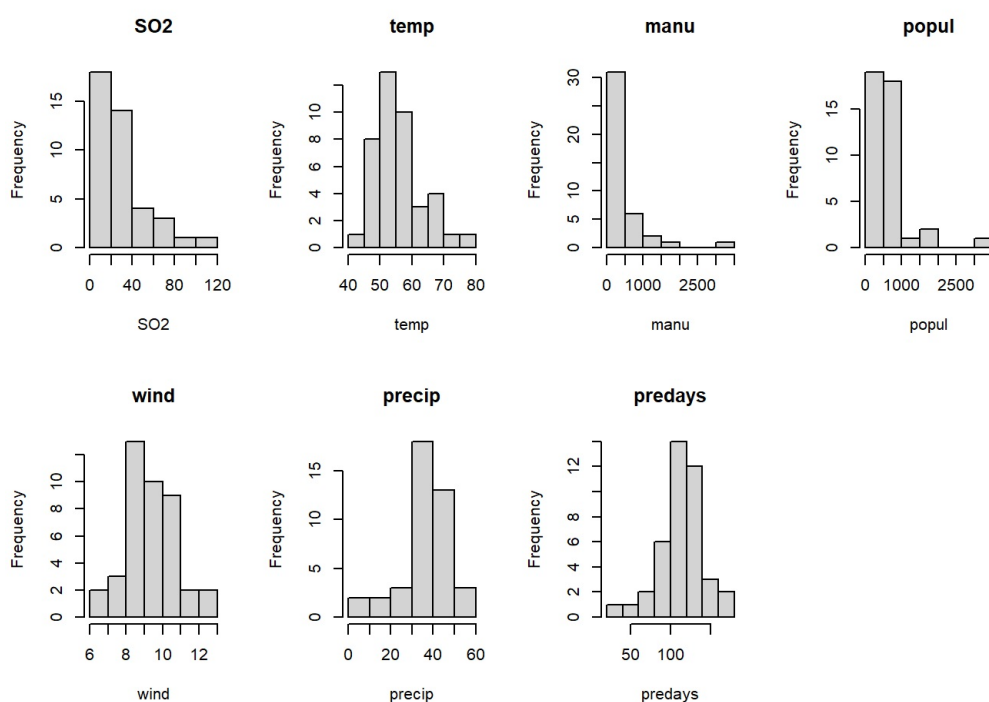 SO2 temp manu popul
Frequency 0 5 10 15 Frequency 0 2 4 6 8 10 Frequency 0 5 10 20 30 Frequency 0 5 10 15
0 40 80 120 40 50 60 70 80 0 1000 2500 0 1000 2500
SO2 temp manu popul
wind precip predays
Frequency 0 2 4 6 8 10 Frequency 0 5 10 15 Frequency 0 2 4 6 8 12
6 8 10 12 0 20 40 60 50 100
wind precip predays